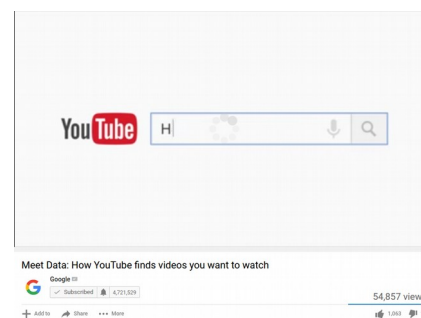 YouTube H
Meet Data: How YouTube finds videos you want to watch
Google
Subscribed 4,721,829
54,857 view
Add to Share More 1,063